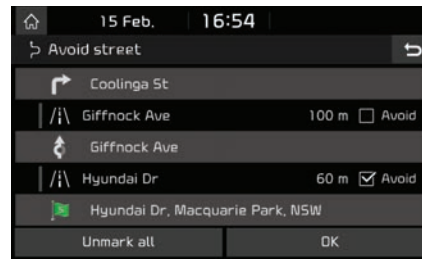 15 Feb. 16:54
Avoid street
Coolinga St
Giffnock Ave 100 m Avoid
Giffnock Ave
Hyundai Dr 60 m Avoid
Hyundai Dr, Macquarie Park, NSW
Unmark all OK